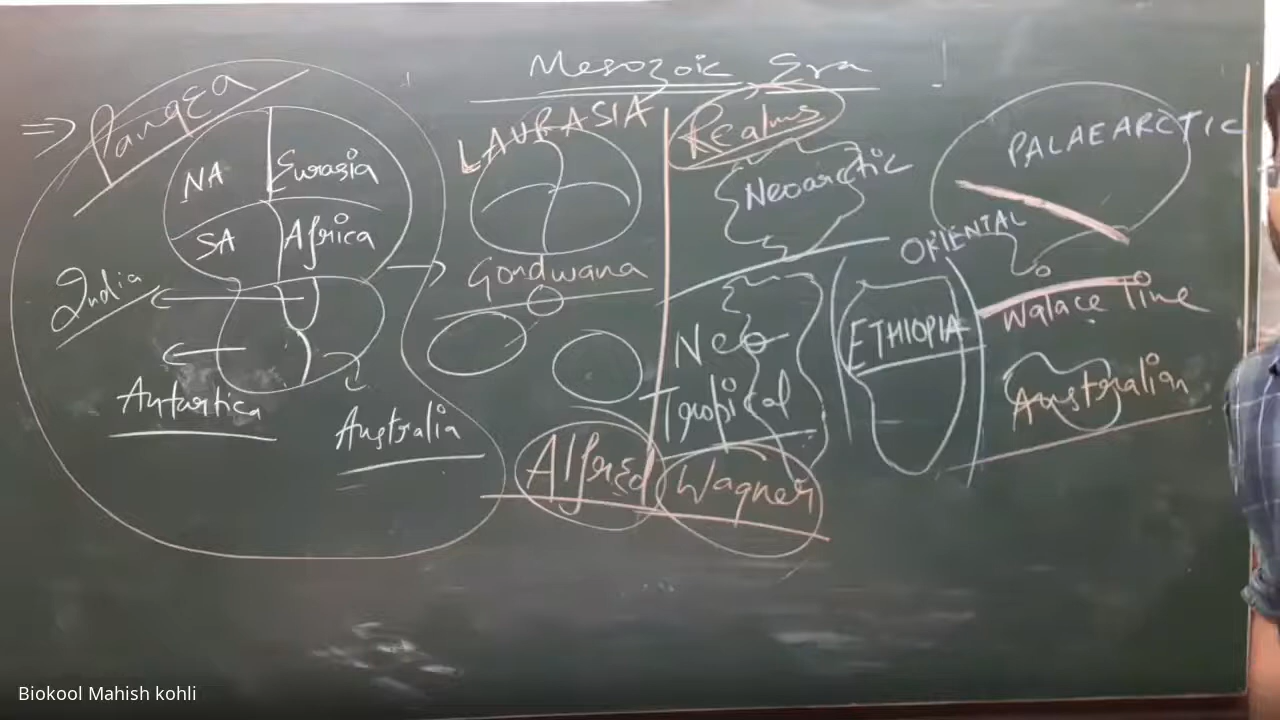 Mesozoic Era
Pangea
NA
Eurasia
SA
Africa
India
Antartica
Australia
LAURASIA
Gondwana
Alfred Wagner
Realms
Neoarctic
Neo
Tropical
ETHIOPIA
ORIENTAL
PALAEARCTIC
Walace line
Australian
Biokool Mahish kohli